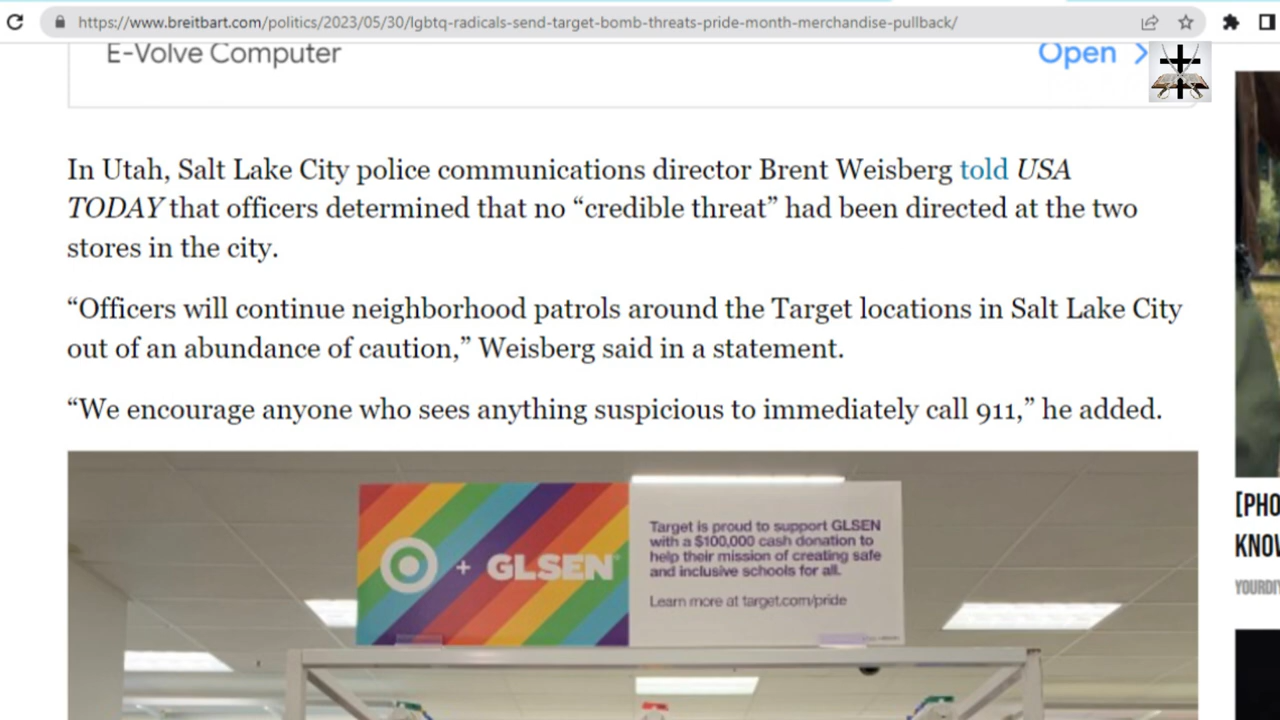 https://www.breitbart.com/politics/2023/05/30/lgbtq-radicals-send-target-bomb-threats-pride-month-merchandise-pullback/
E-Volve Computer
Open
In Utah, Salt Lake City police communications director Brent Weisberg told USA
TODAY that officers determined that no “credible threat” had been directed at the two
stores in the city.
“Officers will continue neighborhood patrols around the Target locations in Salt Lake City
out of an abundance of caution,” Weisberg said in a statement.
“We encourage anyone who sees anything suspicious to immediately call 911,” he added.
+ GLSEN
Target is proud to support GLSEN
with a $100,000 cash donation to
help their mission of creating safe
and inclusive schools for all.
Learn more at target.com/pride
[PHO
KNOW
YOURDIY